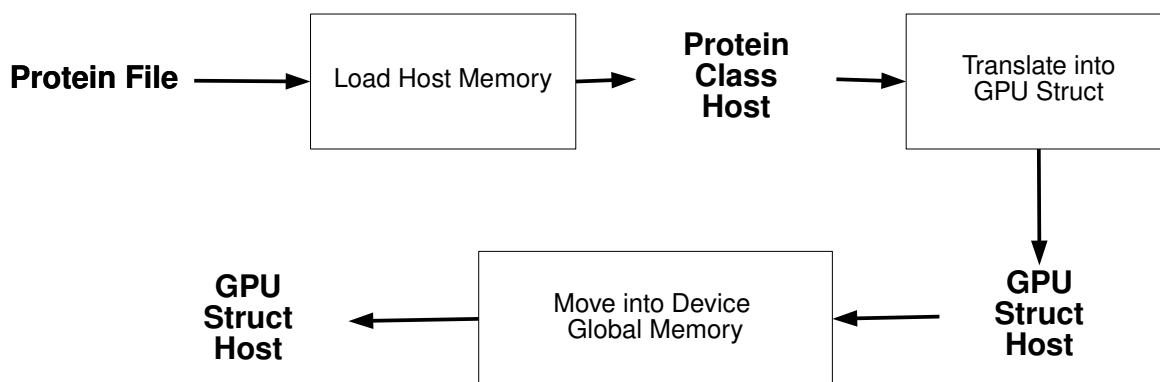 Protein File
Load Host Memory
Protein
Class
Host
Translate into
GPU Struct
GPU
Struct
Host
Move into Device
Global Memory
GPU
Struct
Host